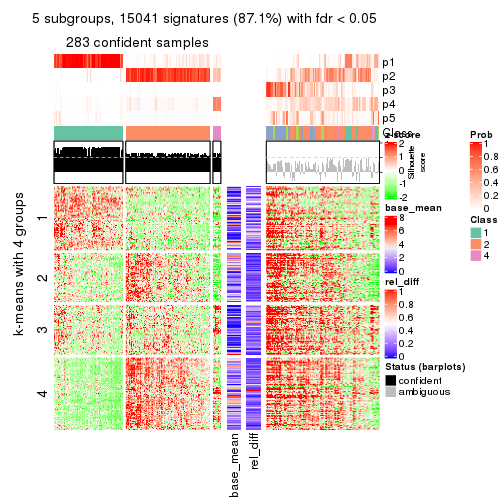 5 subgroups, 15041 signatures (87.1%) with fdr < 0.05
283 confident samples
p1
p2
p3
p4
p5
Class
k-means with 4 groups
1
2
3
4
base_mean
rel_diff
z-score
2
1
0
-1
-2
Silhouette
score
base_mean
8
6
4
2
0
rel_diff
1
0.8
0.6
0.4
0.2
0
Status (barplots)
confident
ambiguous
Prob
1
0.8
0.6
0.4
0.2
0
Class
1
2
4